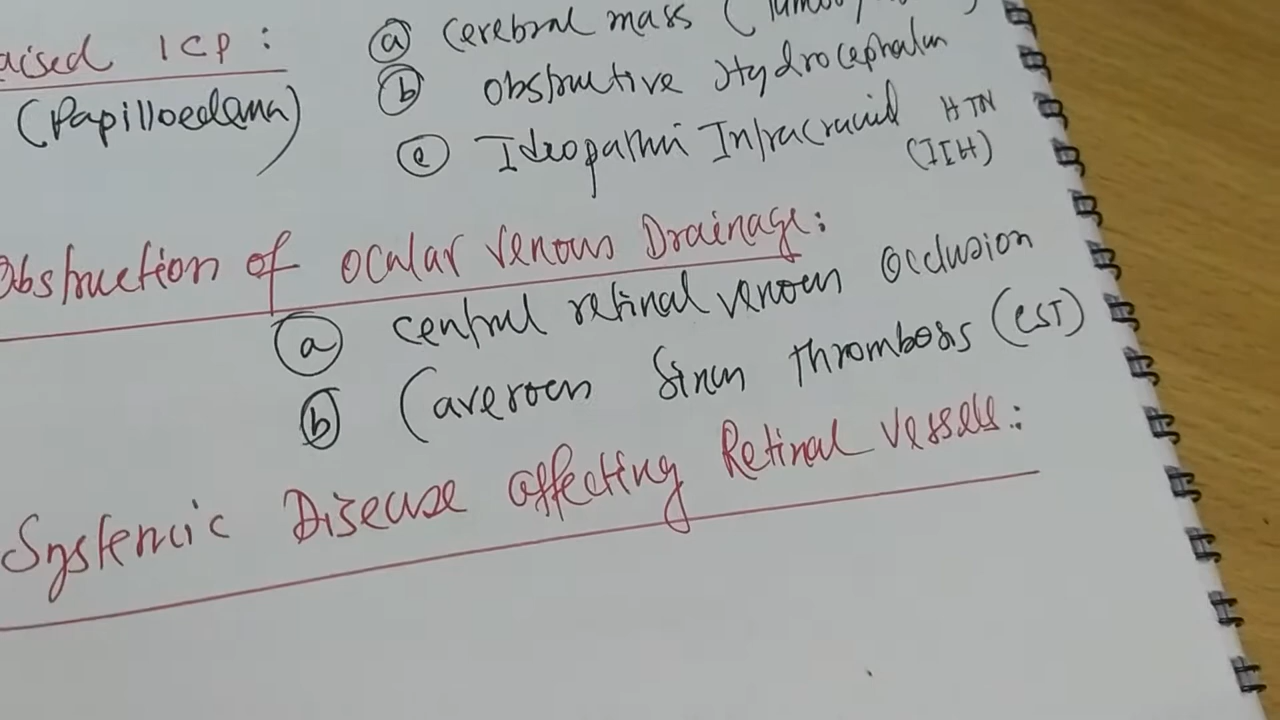 aised ICP:
(Papilloedema)
(a) Cerebral mass (
(b) Obstructive Hydrocephalus
(c) Ideopathic Intracranial HTN
(IIH)
Obstruction of Ocular Venous Drainage:
(a) Central retinal venous Occlusion
(b) Caverous Sinus thrombosis (CST)
Systemic Disease affecting Retinal Vessels: